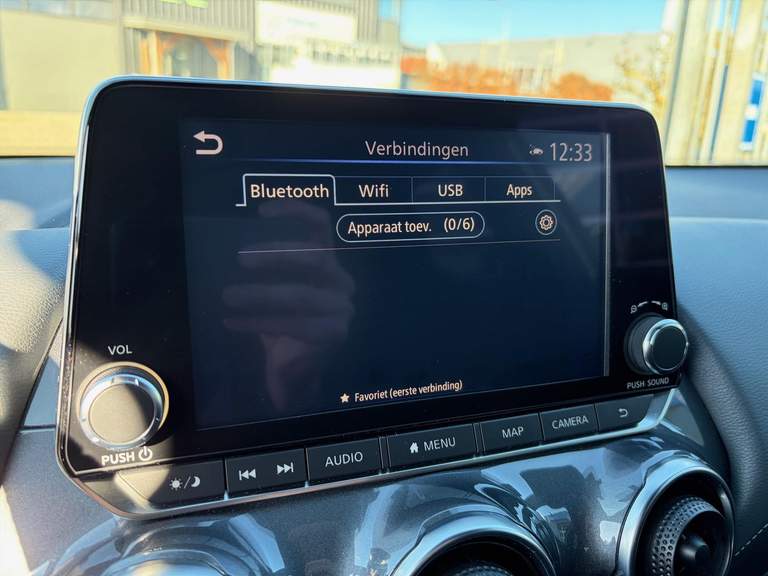 Verbindingen 12:33
Bluetooth Wifi USB Apps
Apparaat toev. (0/6)
★ Favoriet (eerste verbinding)
VOL
PUSH
PUSH SOUND
AUDIO MENU MAP CAMERA